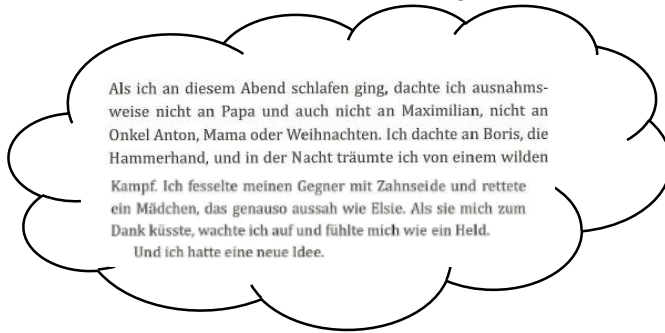 Als ich an diesem Abend schlafen ging, dachte ich ausnahms-
weise nicht an Papa und auch nicht an Maximilian, nicht an
Onkel Anton, Mama oder Weihnachten. Ich dachte an Boris, die
Hammerhand, und in der Nacht träumte ich von einem wilden
Kampf. Ich fesselte meinen Gegner mit Zahnseide und rettete
ein Mädchen, das genauso aussah wie Elsie. Als sie mich zum
Dank küsste, wachte ich auf und fühlte mich wie ein Held.
Und ich hatte eine neue Idee.